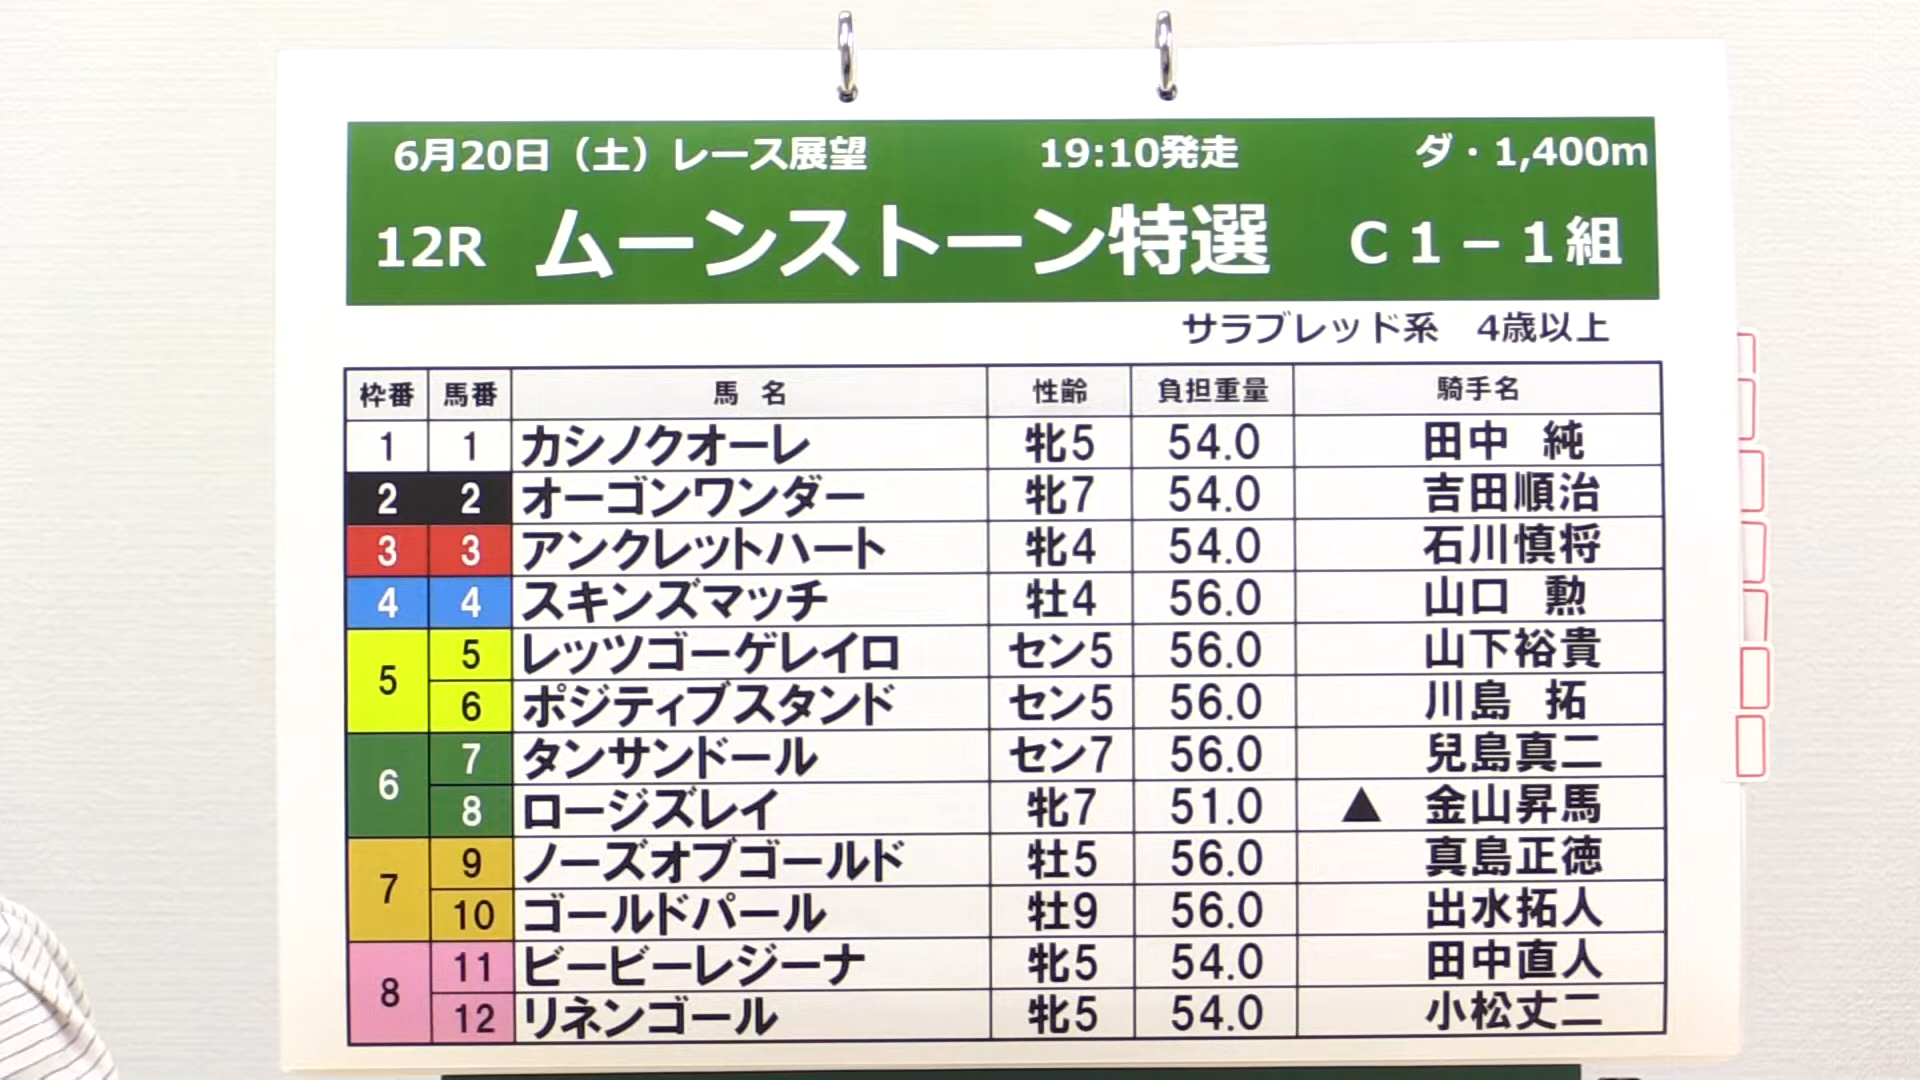 6月20日（土）レース展望 19:10発走 ダ・1,400m
12R ムーンストーン特選 C1－1組
サラブレッド系 4歳以上
枠番 馬番 馬名 性齢 負担重量 騎手名
1 1 カシノクオーレ 牝5 54.0 田中 純
2 2 オーゴンワンダー 牝7 54.0 吉田順治
3 3 アンクレットハート 牝4 54.0 石川慎将
4 4 スキンズマッチ 牡4 56.0 山口 勲
5 5 レッツゴーゲレイロ セン5 56.0 山下裕貴
6 ポジティブスタンド セン5 56.0 川島 拓
6 7 タンサンドール セン7 56.0 兒島真二
8 ロージズレイ 牝7 51.0 ▲ 金山昇馬
7 9 ノーズオブゴールド 牡5 56.0 真島正徳
10 ゴールドパール 牡9 56.0 出水拓人
8 11 ビービーレジーナ 牝5 54.0 田中直人
12 リネンゴール 牝5 54.0 小松丈二